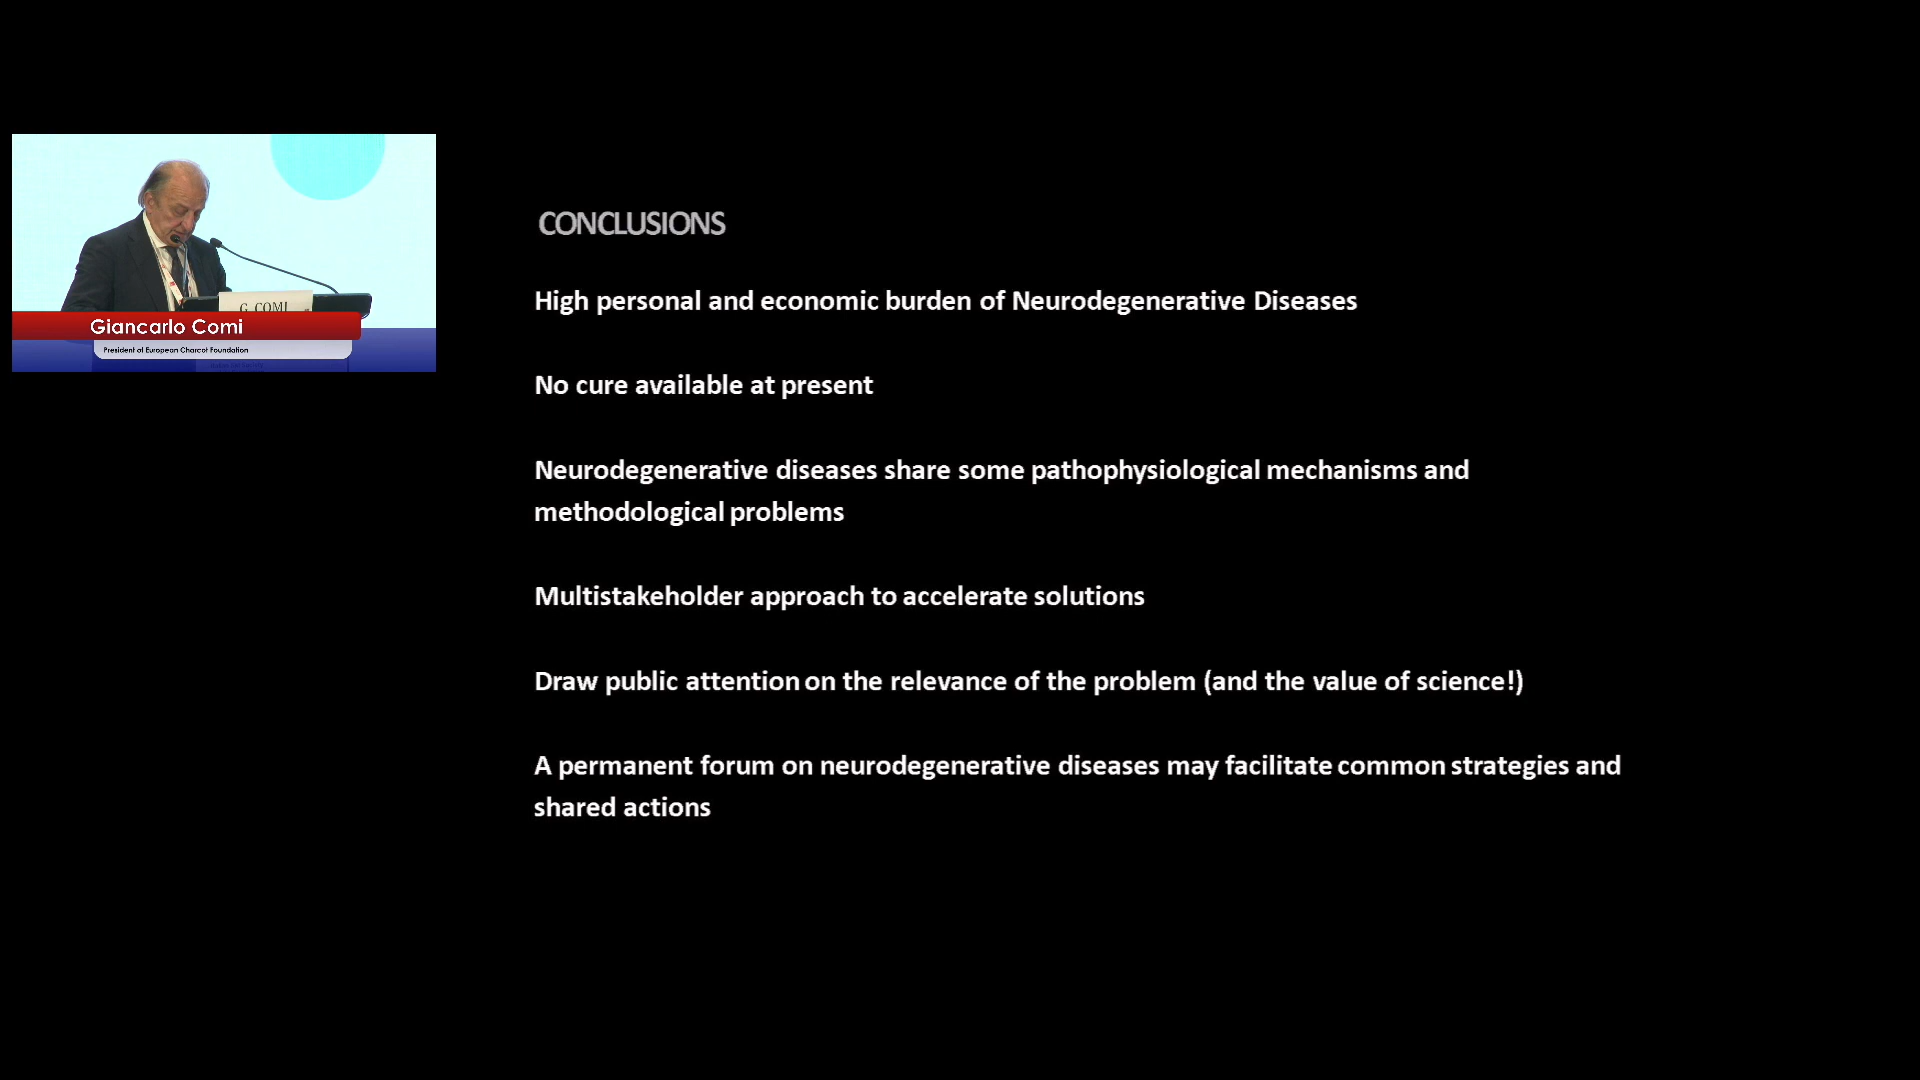 G. COMI
Giancarlo Comi
President of European Charcot Foundation
CONCLUSIONS
High personal and economic burden of Neurodegenerative Diseases
No cure available at present
Neurodegenerative diseases share some pathophysiological mechanisms and
methodological problems
Multistakeholder approach to accelerate solutions
Draw public attention on the relevance of the problem (and the value of science!)
A permanent forum on neurodegenerative diseases may facilitate common strategies and
shared actions